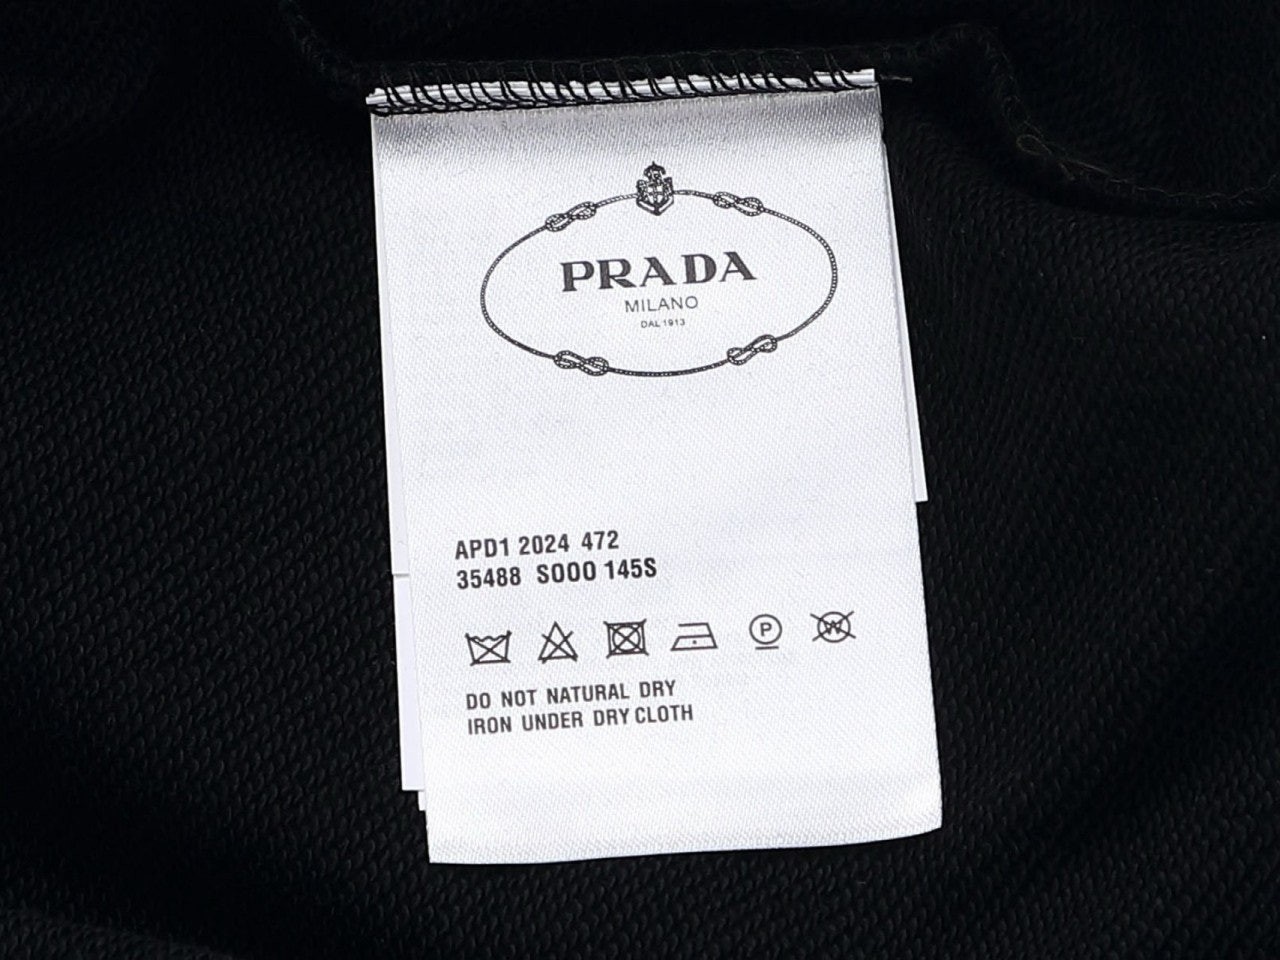 PRADA
MILANO
DAL 1913
APD1 2024 472
35488 S000 145S
P
W
DO NOT NATURAL DRY
IRON UNDER DRY CLOTH